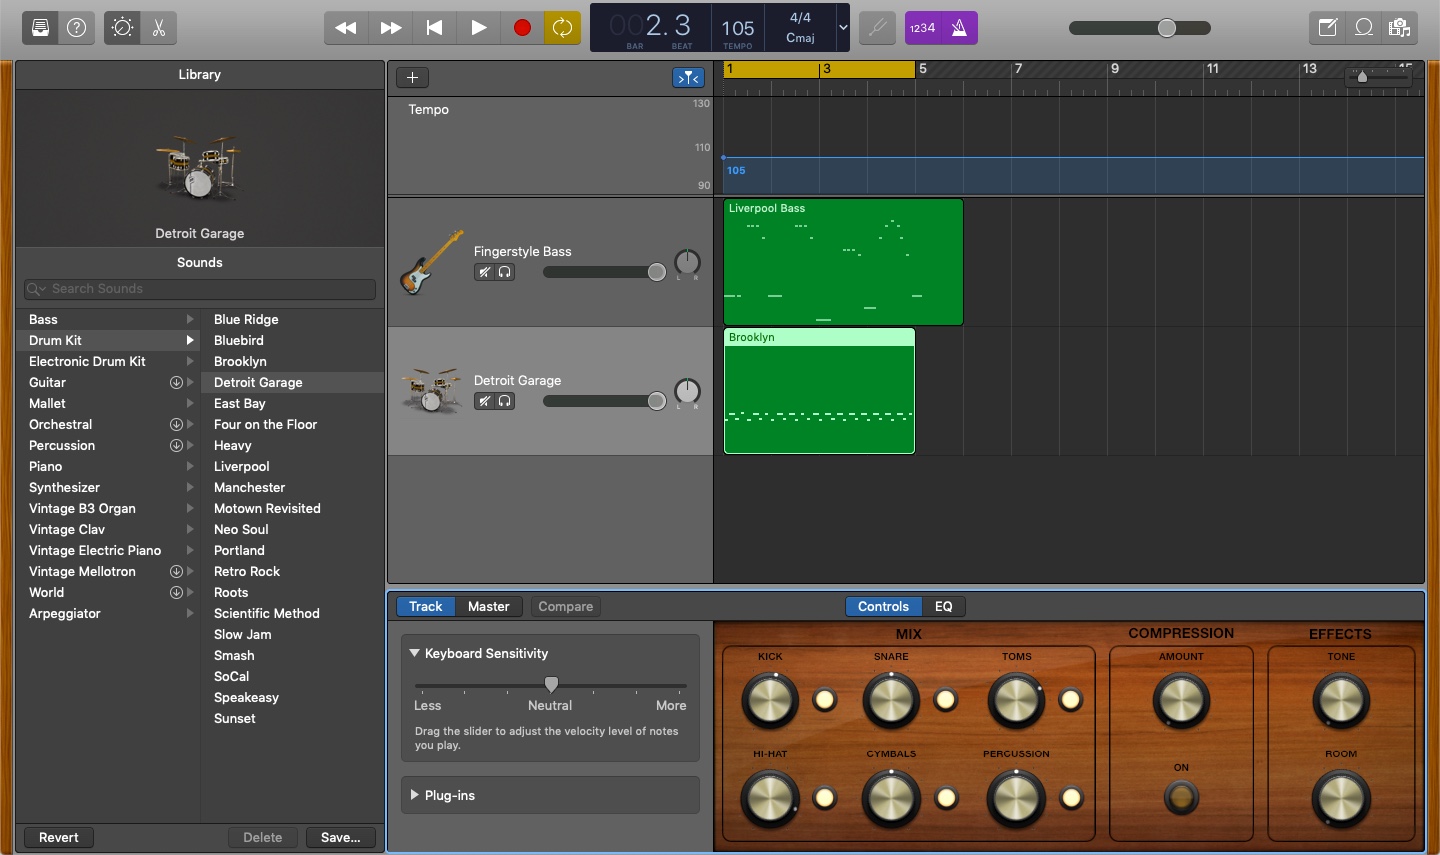 002.3
BAR
BEAT
105
TEMPO
4/4
Cmaj
1234
Library
Detroit Garage
Sounds
Search Sounds
Bass
Drum Kit
Electronic Drum Kit
Guitar
Mallet
Orchestral
Percussion
Piano
Synthesizer
Vintage B3 Organ
Vintage Clav
Vintage Electric Piano
Vintage Mellotron
World
Arpeggiator
Blue Ridge
Bluebird
Brooklyn
Detroit Garage
East Bay
Four on the Floor
Heavy
Liverpool
Manchester
Motown Revisited
Neo Soul
Portland
Retro Rock
Roots
Scientific Method
Slow Jam
Smash
SoCal
Speakeasy
Sunset
Revert
Delete
Save...
1
3
5
7
9
11
13
15
Tempo
130
110
90
105
Fingerstyle Bass
L R
Liverpool Bass
Detroit Garage
L R
Brooklyn
Track
Master
Compare
Controls
EQ
Keyboard Sensitivity
Less
Neutral
More
Drag the slider to adjust the velocity level of notes
you play.
Plug-ins
MIX
KICK
SNARE
TOMS
HI-HAT
CYMBALS
PERCUSSION
COMPRESSION
AMOUNT
ON
EFFECTS
TONE
ROOM